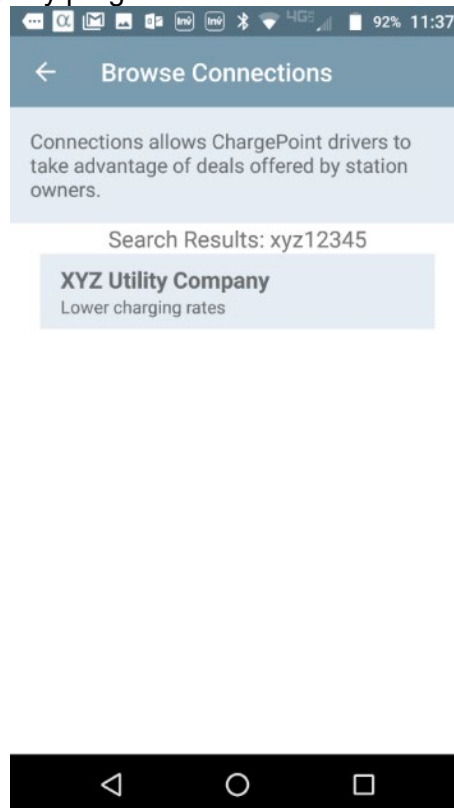 92% 11:37
Browse Connections
Connections allows ChargePoint drivers to
take advantage of deals offered by station
owners.
Search Results: xyz12345
XYZ Utility Company
Lower charging rates